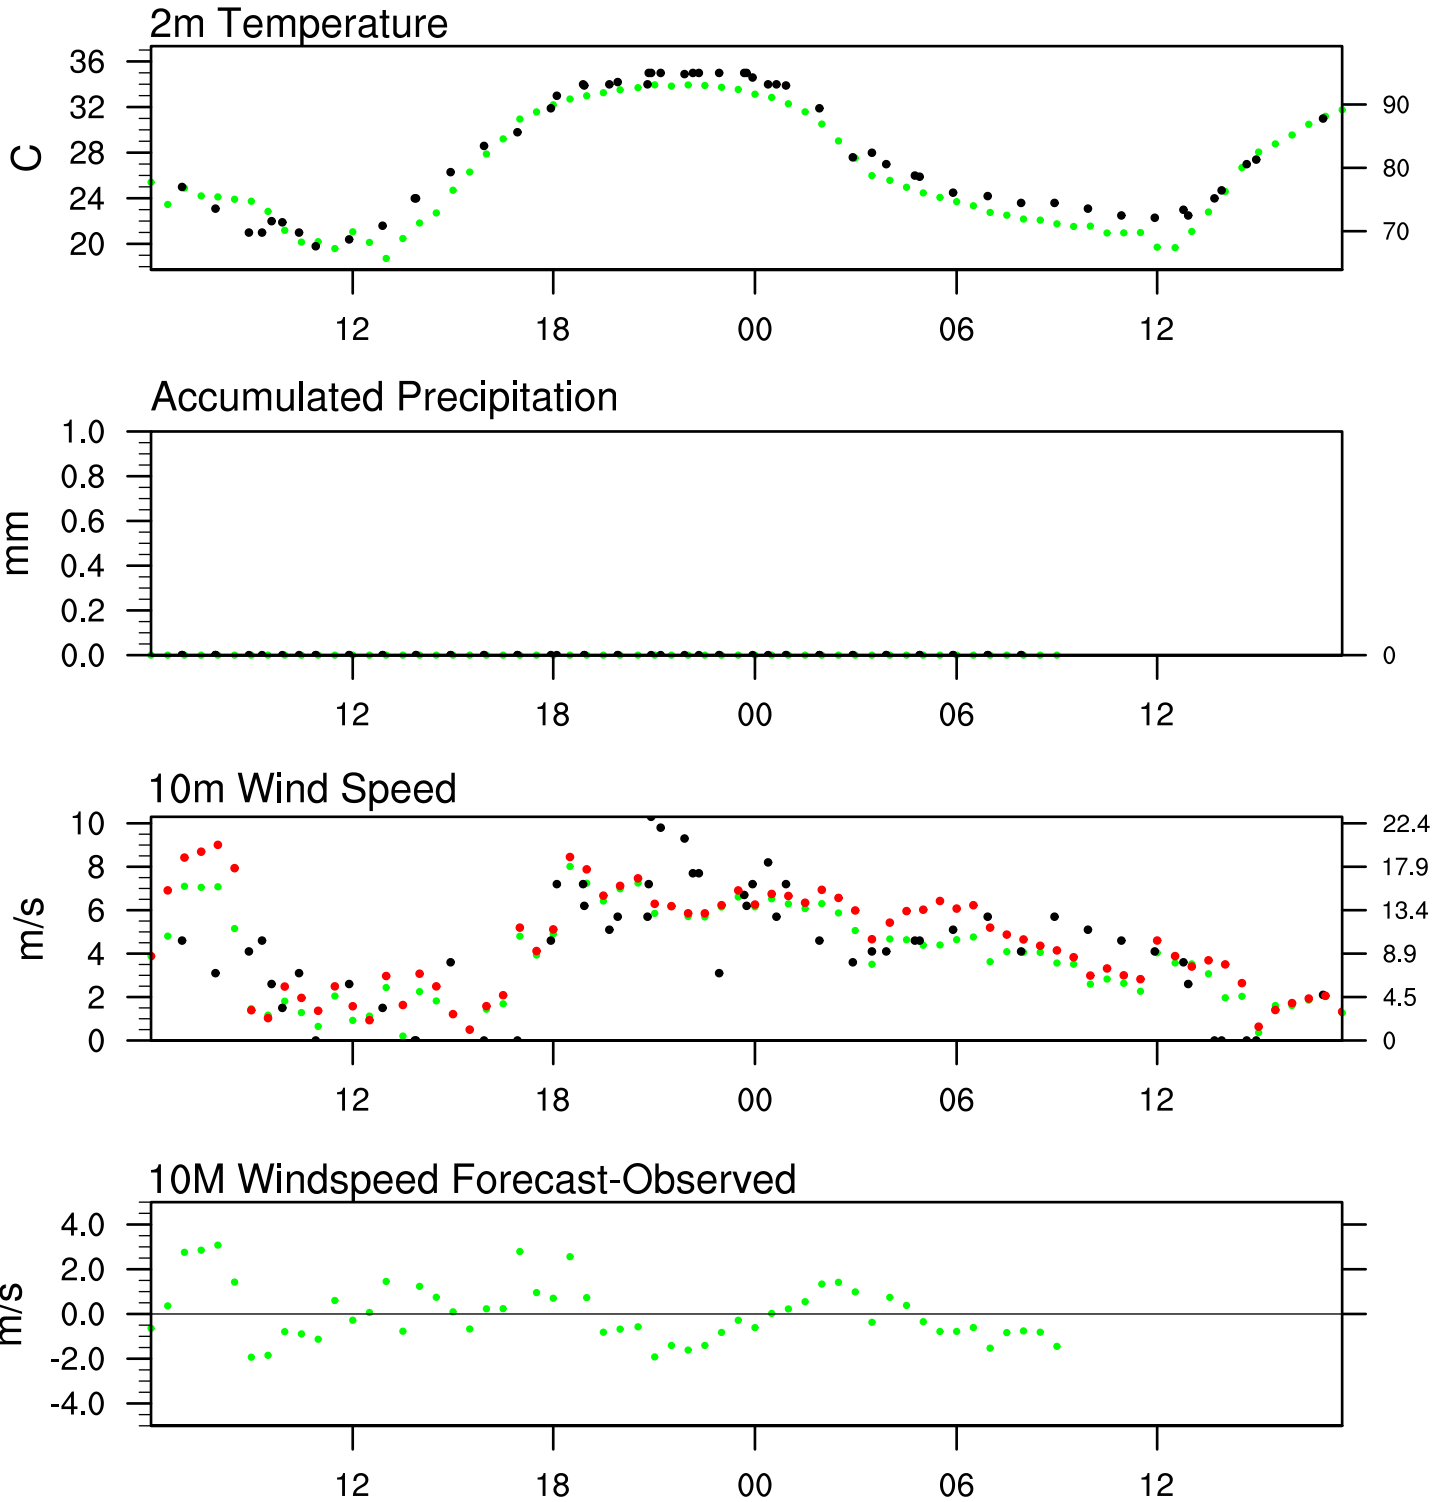 2m Temperature
36
32
28
24
20
C
90
80
70
12 18 00 06 12
Accumulated Precipitation
1.0
0.8
0.6
0.4
0.2
0.0
mm
0
12 18 00 06 12
10m Wind Speed
10
8
6
4
2
0
m/s
22.4
17.9
13.4
8.9
4.5
0
12 18 00 06 12
10M Windspeed Forecast-Observed
4.0
2.0
0.0
-2.0
-4.0
m/s
12 18 00 06 12